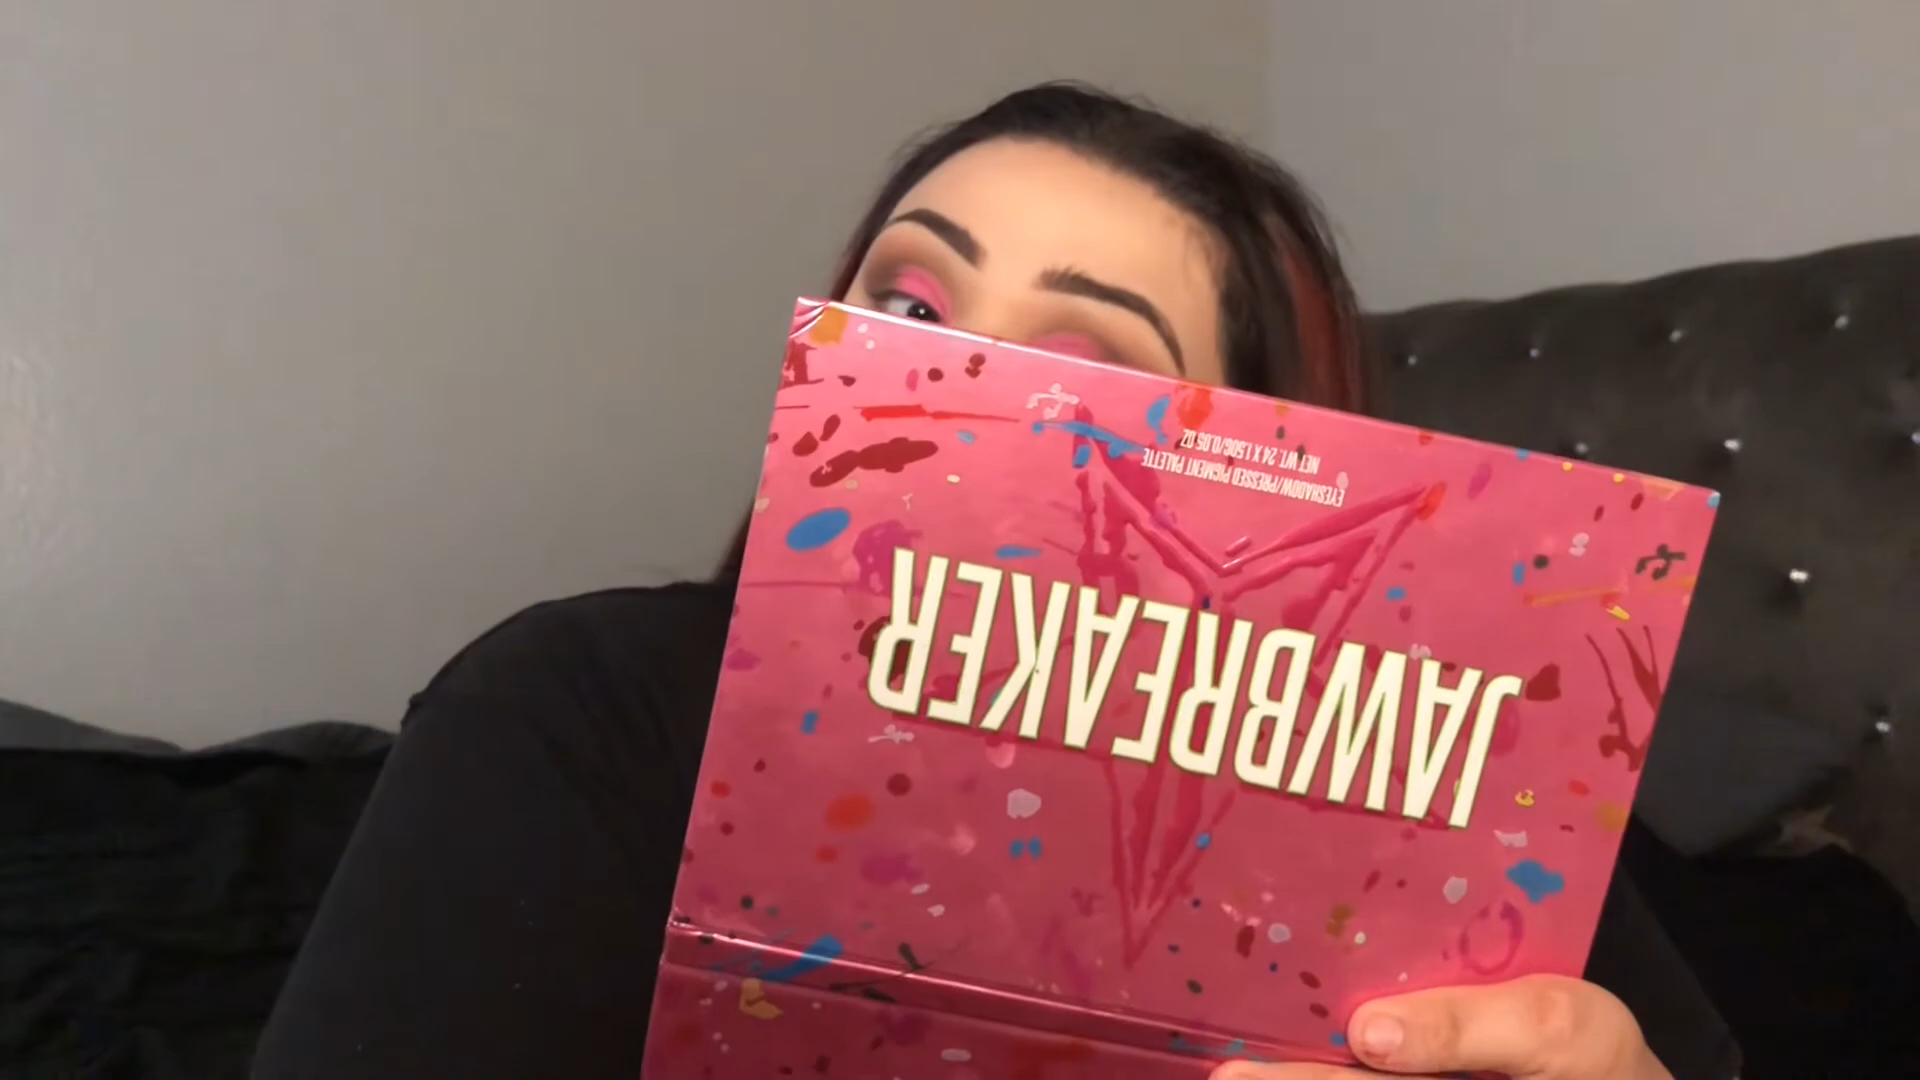 JAWBREAKER
EYESHADOW/PRESSED PIGMENT PALETTE
NET WT. 24 X 1.50G/0.05 OZ